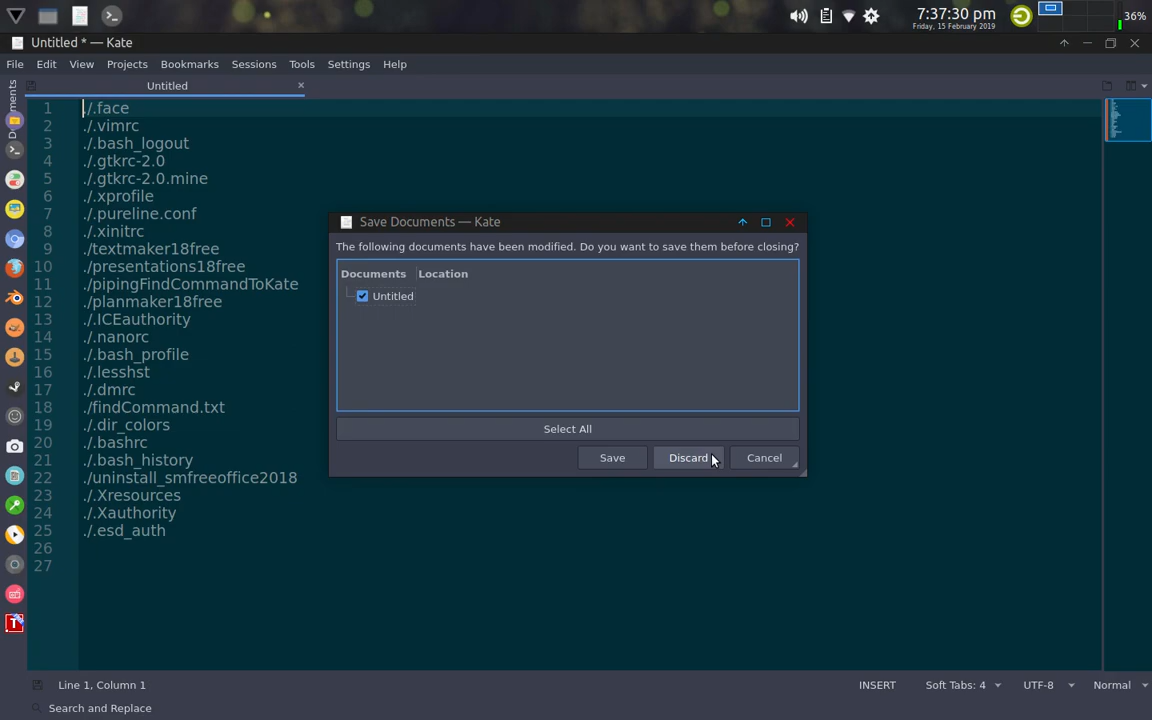 7:37:30 pm
Friday, 15 February 2019
36%
Untitled * — Kate
File Edit View Projects Bookmarks Sessions Tools Settings Help
Documents
Untitled
1 ./.face
2 ./.vimrc
3 ./.bash_logout
4 ./.gtkrc-2.0
5 ./.gtkrc-2.0.mine
6 ./.xprofile
7 ./.pureline.conf
8 ./.xinitrc
9 ./textmaker18free
10 ./presentations18free
11 ./pipingFindCommandToKate
12 ./planmaker18free
13 ./.ICEauthority
14 ./.nanorc
15 ./.bash_profile
16 ./.lesshst
17 ./.dmrc
18 ./findCommand.txt
19 ./.dir_colors
20 ./.bashrc
21 ./.bash_history
22 ./uninstall_smfreeoffice2018
23 ./.Xresources
24 ./.Xauthority
25 ./.esd_auth
26
27
Save Documents — Kate
The following documents have been modified. Do you want to save them before closing?
Documents Location
Untitled
Select All
Save Discard Cancel
Line 1, Column 1 INSERT Soft Tabs: 4 UTF-8 Normal
Search and Replace